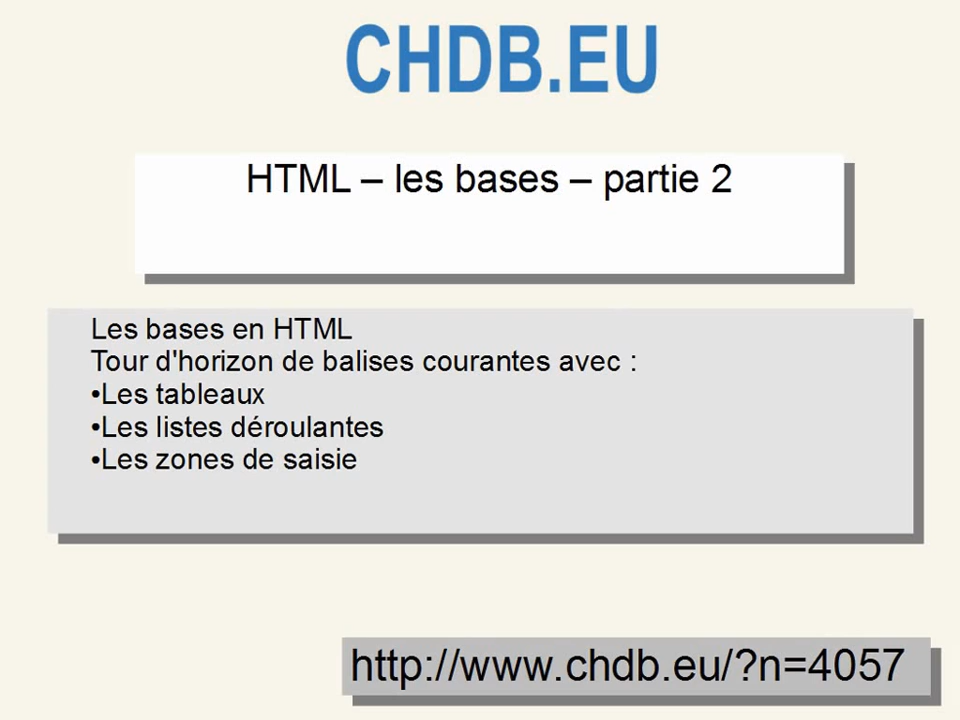 CHDB.EU
HTML – les bases – partie 2
Les bases en HTML
Tour d'horizon de balises courantes avec :
•Les tableaux
•Les listes déroulantes
•Les zones de saisie
http://www.chdb.eu/?n=4057